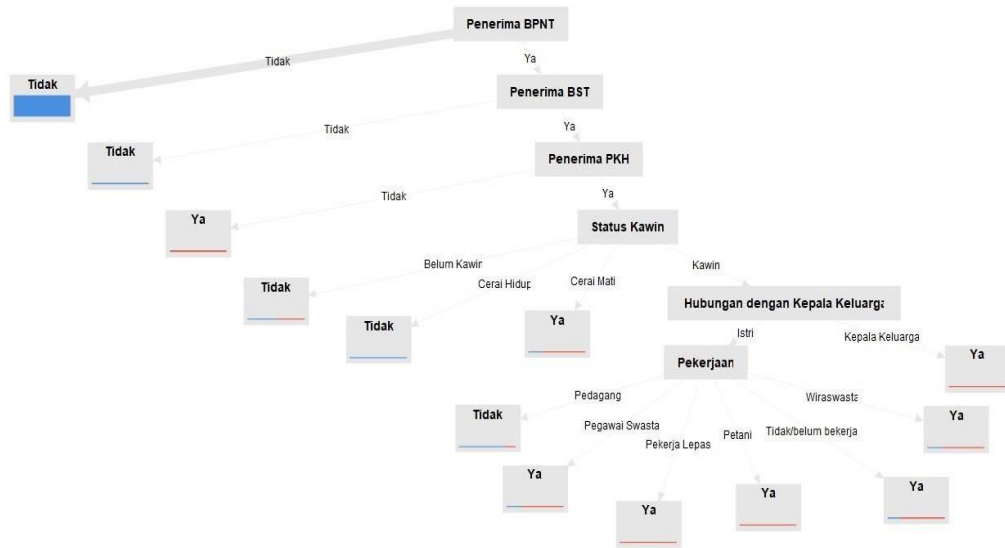 Penerima BPNT
Tidak
Ya
Tidak
Penerima BST
Tidak
Ya
Tidak
Penerima PKH
Tidak
Ya
Ya
Status Kawin
Belum Kawin
Cerai Hidup
Cerai Mati
Kawin
Tidak
Tidak
Ya
Hubungan dengan Kepala Keluarga
Istri
Kepala Keluarga
Pekerjaan
Ya
Pedagang
Pegawai Swasta
Pekerja Lepas
Petani
Tidak/belum bekerja
Wiraswasta
Tidak
Ya
Ya
Ya
Ya
Ya